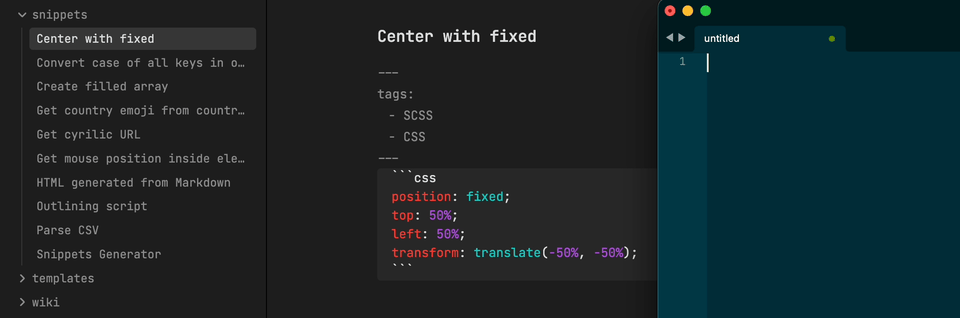 snippets
Center with fixed
Convert case of all keys in o…
Create filled array
Get country emoji from countr…
Get cyrilic URL
Get mouse position inside ele…
HTML generated from Markdown
Outlining script
Parse CSV
Snippets Generator
templates
wiki
Center with fixed
---
tags:
- SCSS
- CSS
---
```css
position: fixed;
top: 50%;
left: 50%;
transform: translate(-50%, -50%);
```
untitled
1